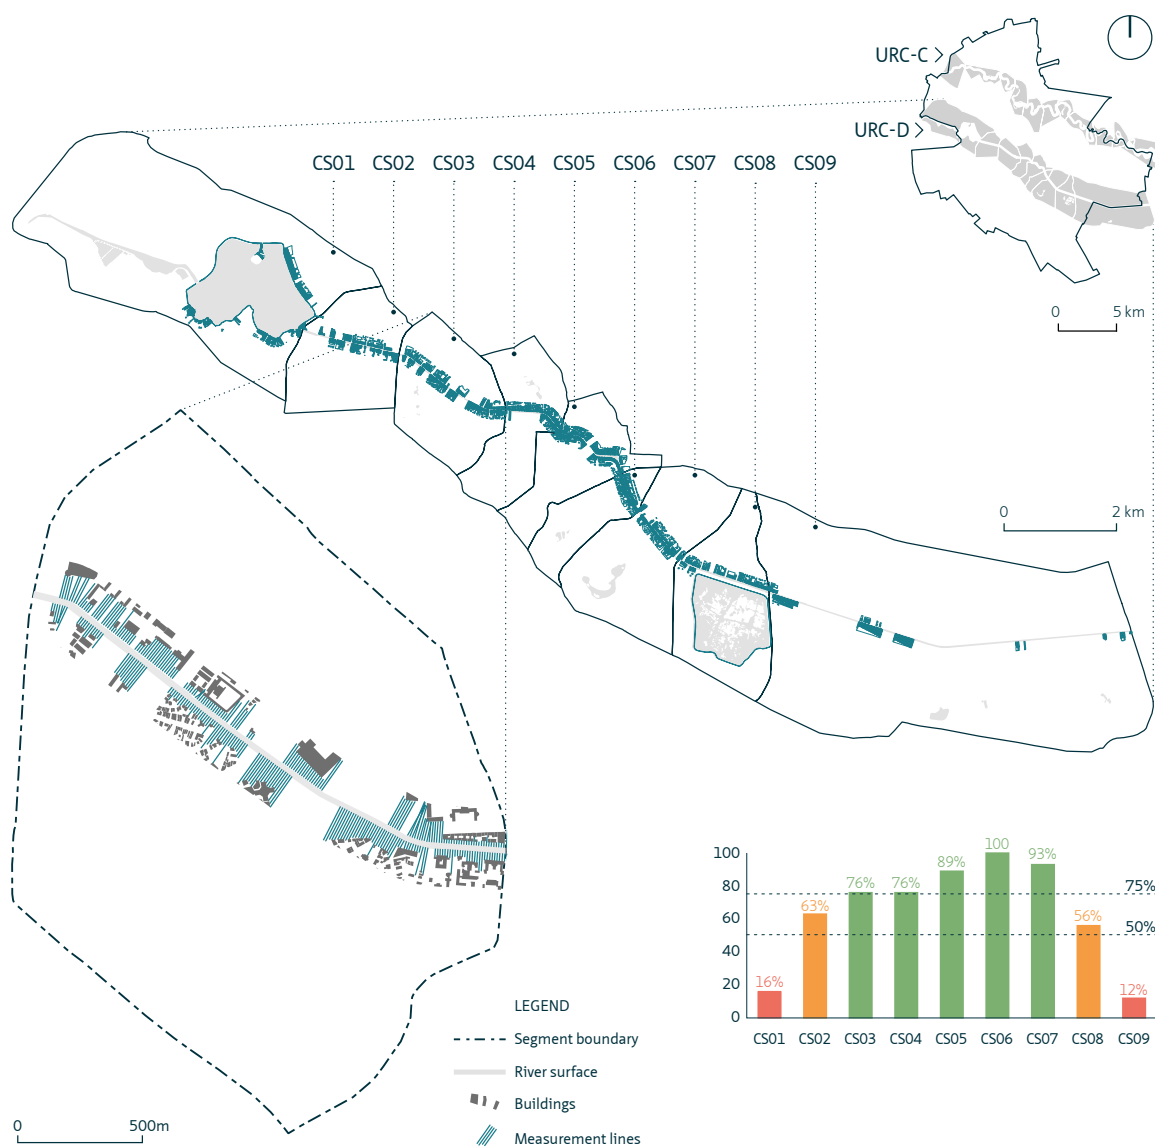 URC-C
URC-D
CS01 CS02 CS03 CS04 CS05 CS06 CS07 CS08 CS09
0 5 km
0 2 km
100
80
60
40
20
0
16%
63%
76%
76%
89%
100
93%
56%
12%
75%
50%
CS01 CS02 CS03 CS04 CS05 CS06 CS07 CS08 CS09
LEGEND
Segment boundary
River surface
Buildings
Measurement lines
0 500m